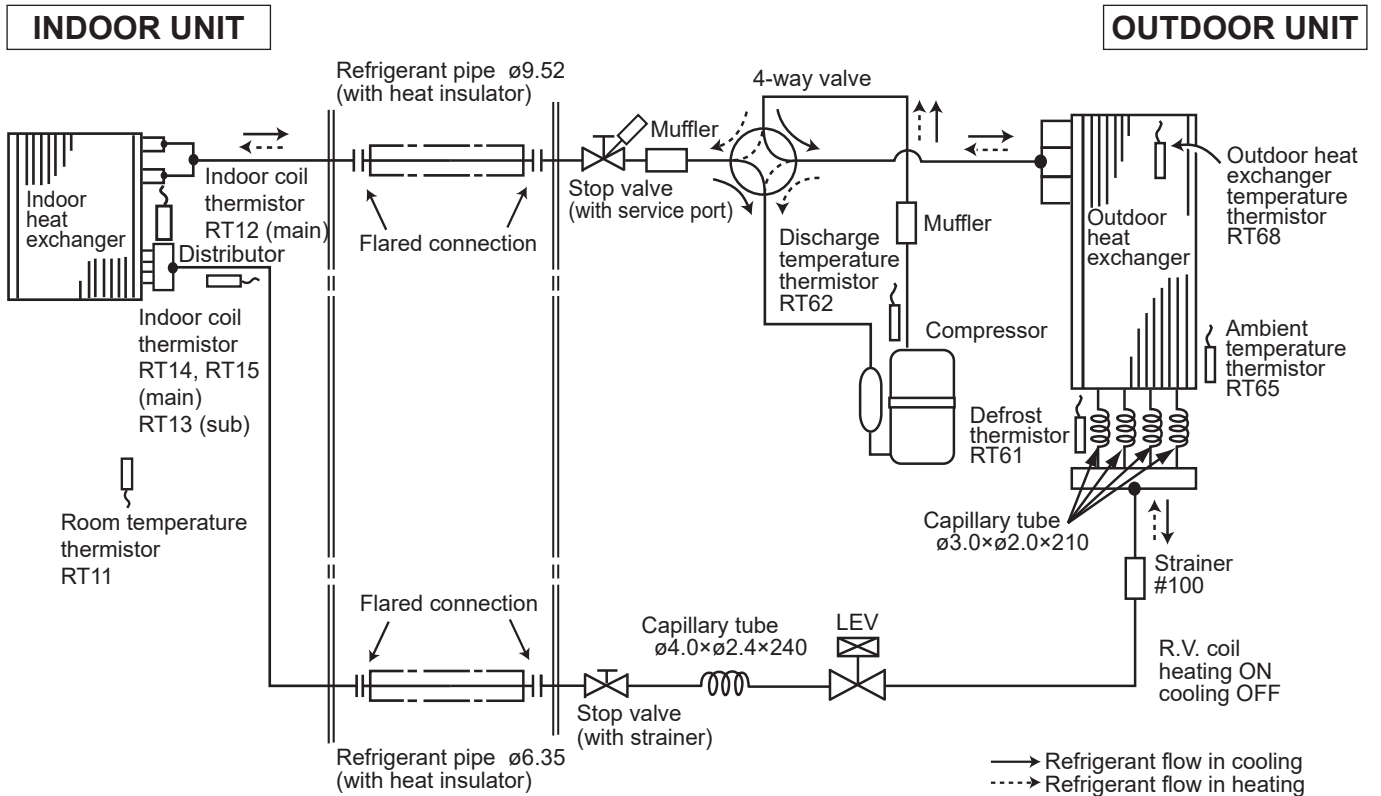 INDOOR UNIT
OUTDOOR UNIT
Refrigerant pipe ø9.52
(with heat insulator)
4-way valve
Muffler
Indoor
heat
exchanger
Indoor coil
thermistor
RT12 (main)
Flared connection
Stop valve
(with service port)
Outdoor heat
exchanger
temperature
thermistor
RT68
Muffler
Outdoor
heat
exchanger
Distributor
Discharge
temperature
thermistor
RT62
Indoor coil
thermistor
RT14, RT15
(main)
RT13 (sub)
Compressor
Ambient
temperature
thermistor
RT65
Defrost
thermistor
RT61
Room temperature
thermistor
RT11
Capillary tube
ø3.0×ø2.0×210
Strainer
#100
Flared connection
Capillary tube
ø4.0×ø2.4×240
LEV
R.V. coil
heating ON
cooling OFF
Stop valve
(with strainer)
Refrigerant pipe ø6.35
(with heat insulator)
Refrigerant flow in cooling
Refrigerant flow in heating